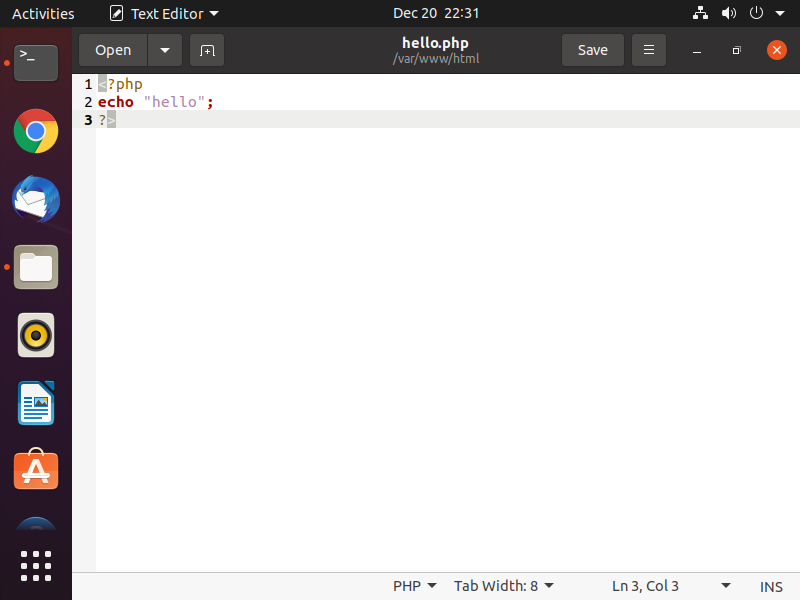 Activities Text Editor Dec 20 22:31
Open hello.php Save
/var/www/html
1 <?php
2 echo "hello";
3 ?>
PHP Tab Width: 8 Ln 3, Col 3 INS